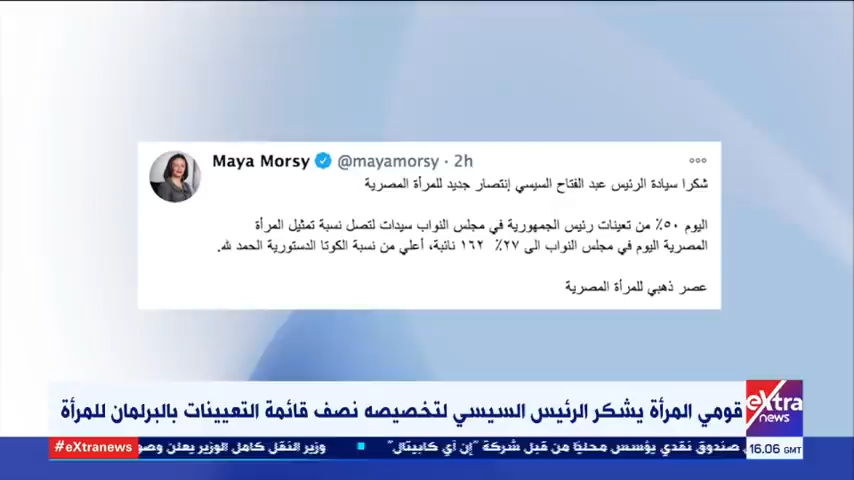 Maya Morsy @mayamorsy · 2h
شكرا سيادة الرئيس عبد الفتاح السيسي إنتصار جديد للمرأة المصرية
اليوم ٥٠٪ من تعينات رئيس الجمهورية في مجلس النواب سيدات لتصل نسبة تمثيل المرأة
المصرية اليوم في مجلس النواب الى ٢٧٪ ١٦٢ نائبة، أعلي من نسبة الكوتا الدستورية الحمد لله.
عصر ذهبي للمرأة المصرية
قومي المرأة يشكر الرئيس السيسي لتخصيصه نصف قائمة التعيينات بالبرلمان للمرأة
eXtra
news
صندوق نقدي يؤسس محليًا من قبل شركة "إن آي كابيتال" وزير النقل كامل الوزير يعلن
#eXtranews
16.06 GMT